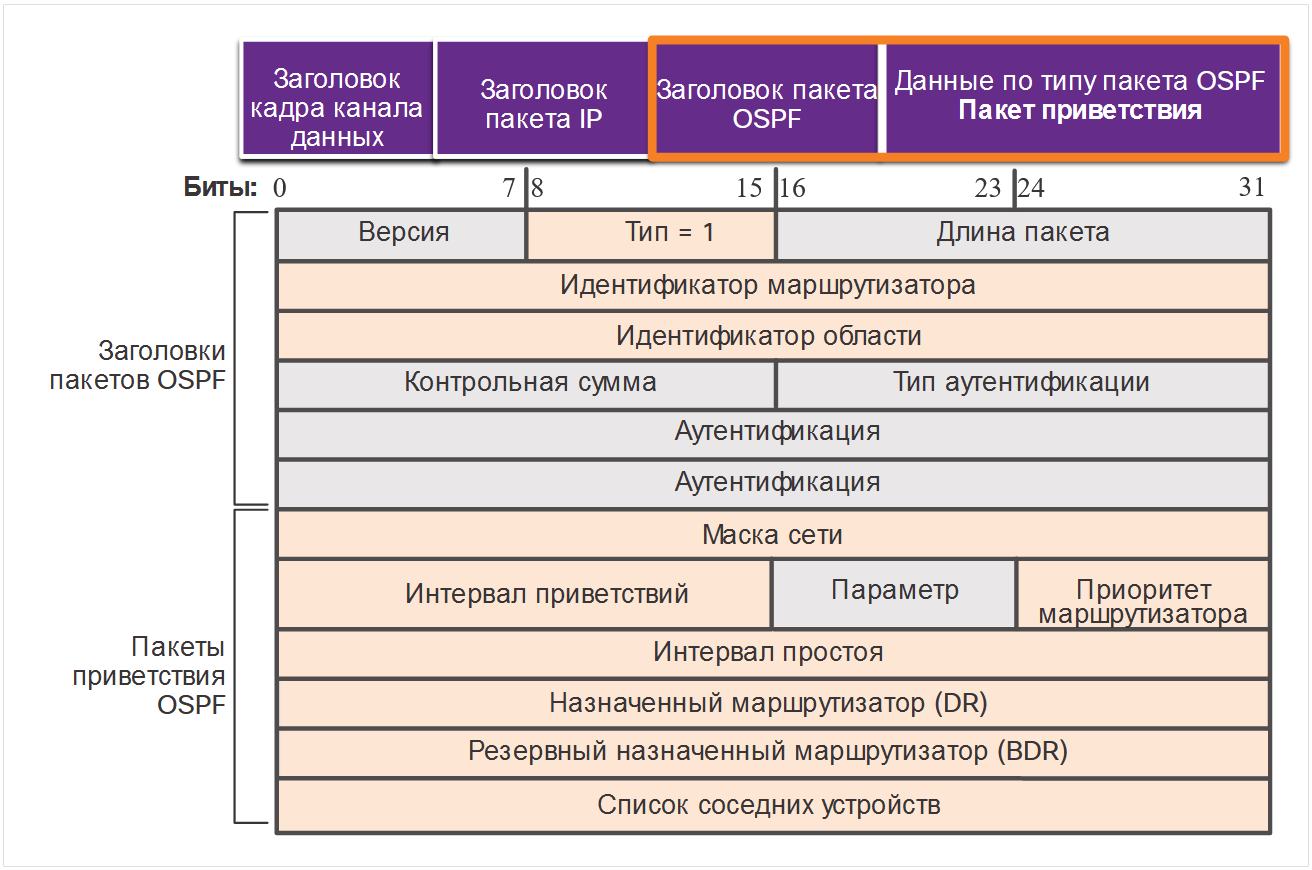 Заголовок
кадра канала
данных
Заголовок
пакета IP
Заголовок пакета
OSPF
Данные по типу пакета OSPF
Пакет приветствия
Биты: 0 7 8 15 16 23 24 31
Заголовки
пакетов OSPF
Версия
Тип = 1
Длина пакета
Идентификатор маршрутизатора
Идентификатор области
Контрольная сумма
Тип аутентификации
Аутентификация
Аутентификация
Пакеты
приветствия
OSPF
Маска сети
Интервал приветствий
Параметр
Приоритет
маршрутизатора
Интервал простоя
Назначенный маршрутизатор (DR)
Резервный назначенный маршрутизатор (BDR)
Список соседних устройств